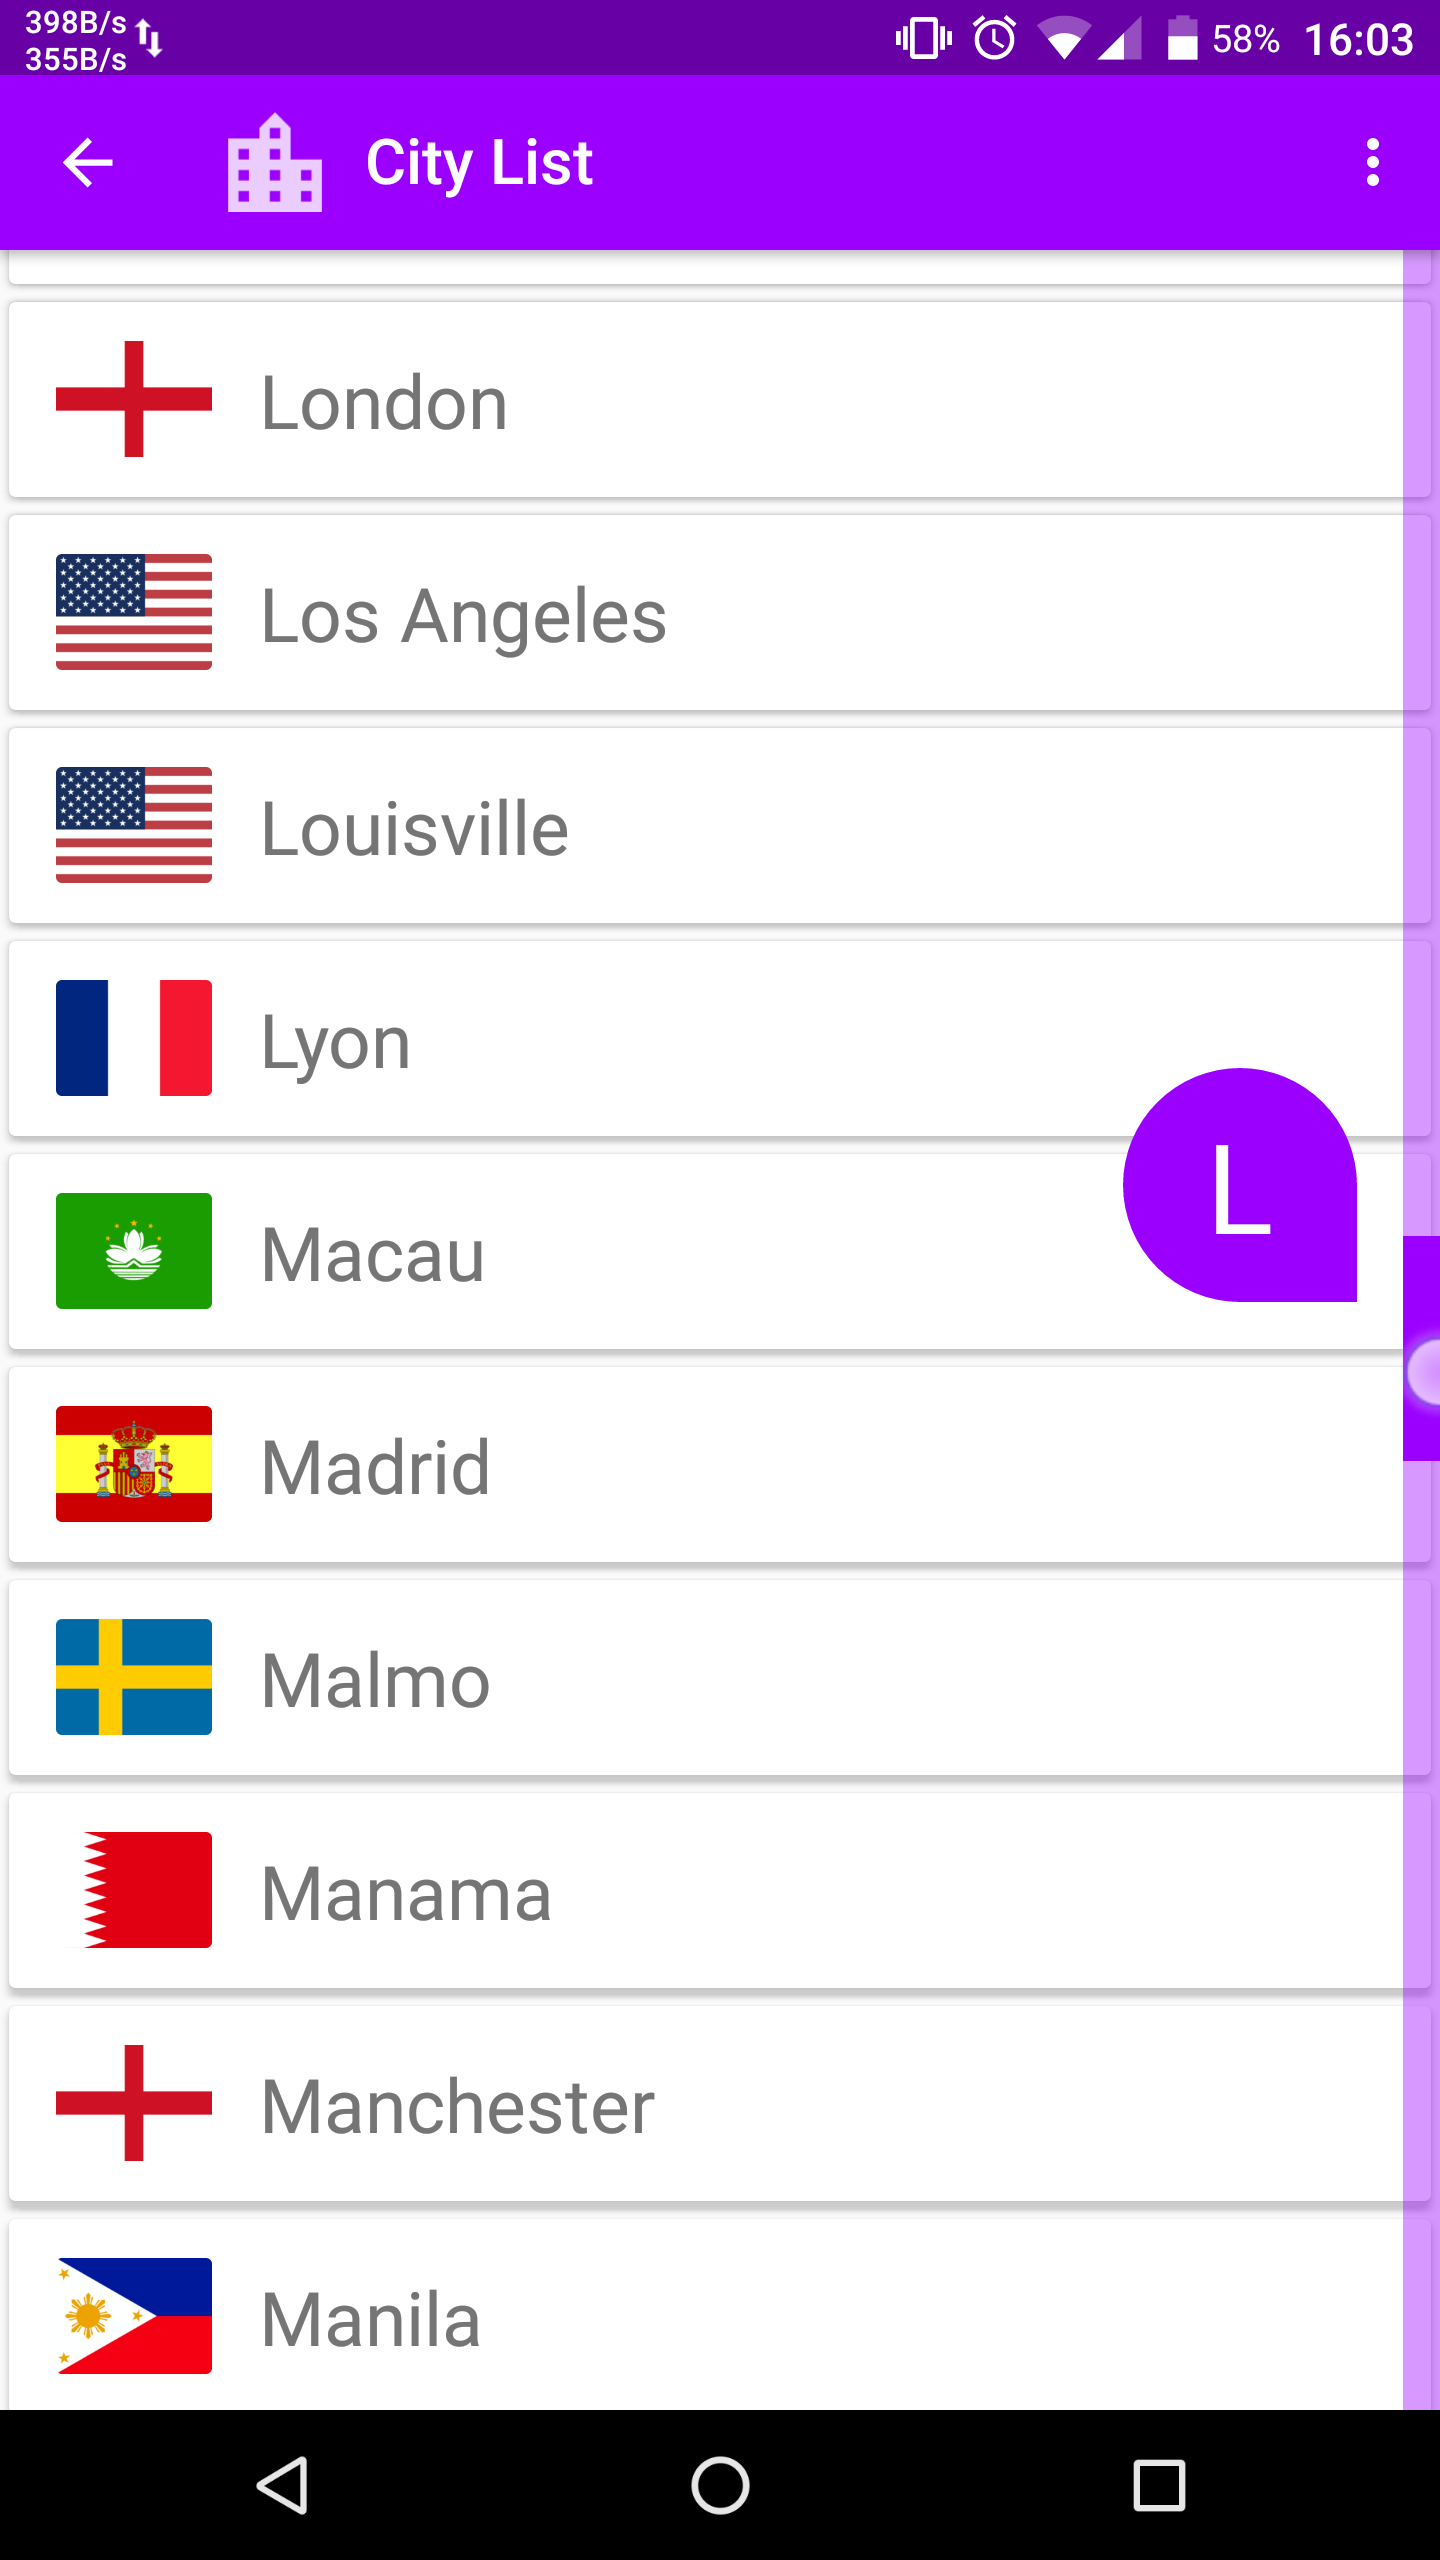 398B/s
355B/s
58% 16:03
City List
London
Los Angeles
Louisville
Lyon
L
Macau
Madrid
Malmo
Manama
Manchester
Manila